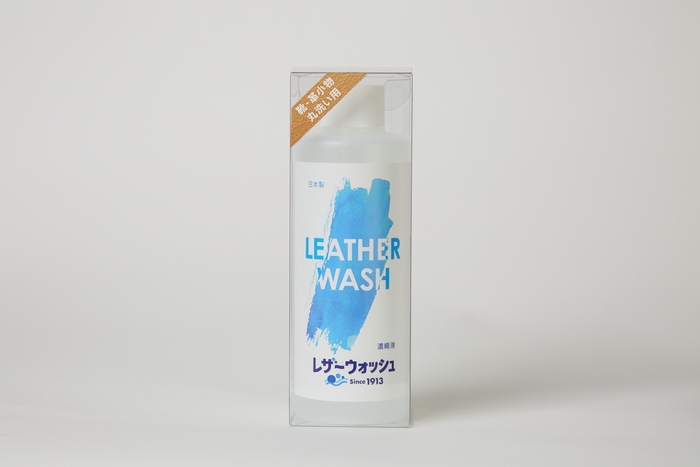 靴・革小物
丸洗い用
日本製
LEATHER
WASH
濃縮液
レザーウォッシュ
Since 1913